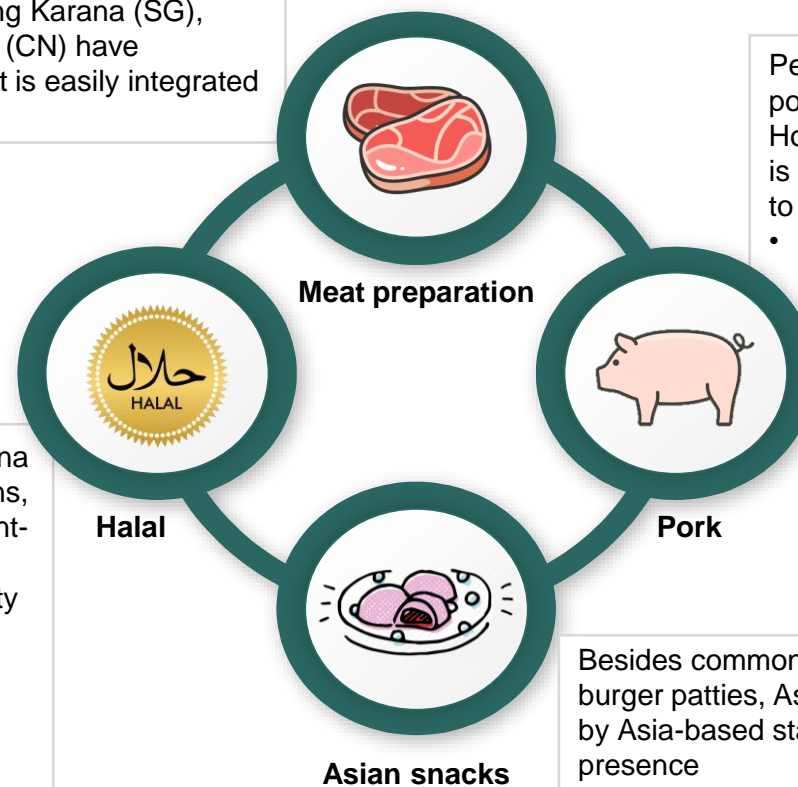 ng Karana (SG),
(CN) have
t is easily integrated
Meat preparation
Pe
po
Ho
is
to
•
حلال
HALAL
Halal
Pork
na
ns,
nt-
ty
Asian snacks
Besides common
burger patties, As
by Asia-based sta
presence